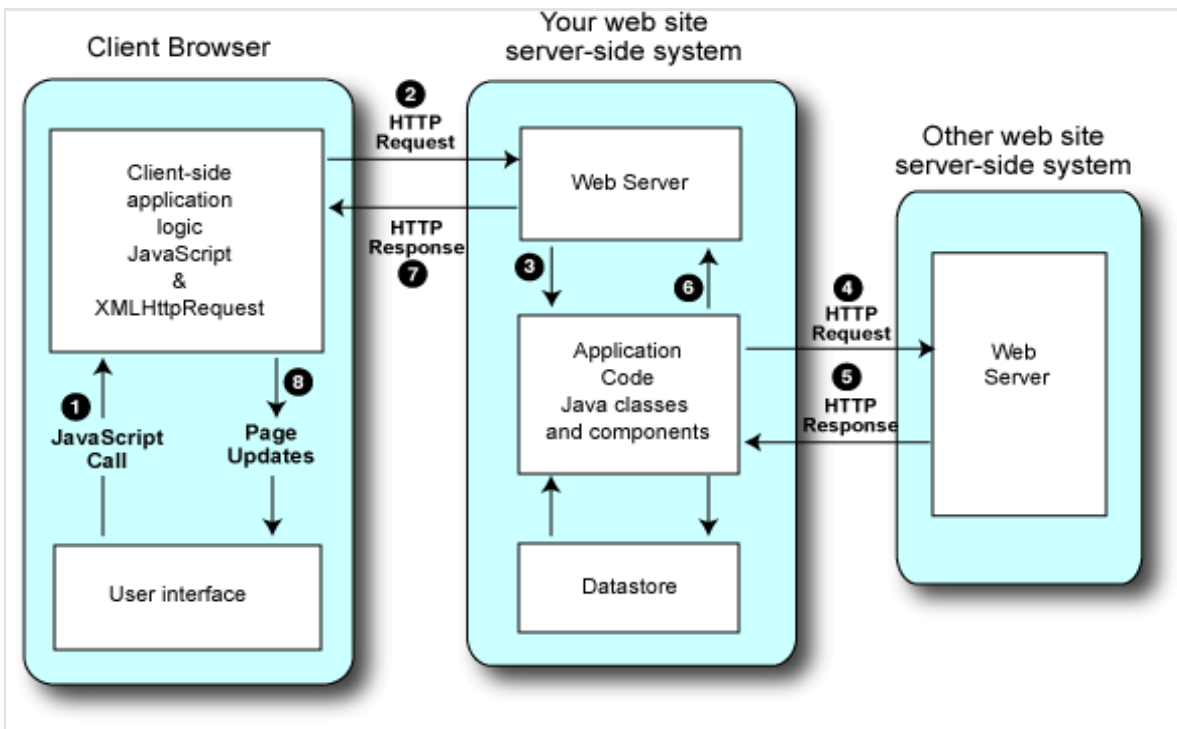 Client Browser
Your web site
server-side system
Other web site
server-side system
Client-side
application
logic
JavaScript
&
XMLHttpRequest
2
HTTP
Request
HTTP
Response
7
Web Server
3
6
4
HTTP
Request
5
HTTP
Response
Application
Code
Java classes
and components
Web
Server
1
JavaScript
Call
8
Page
Updates
User interface
Datastore